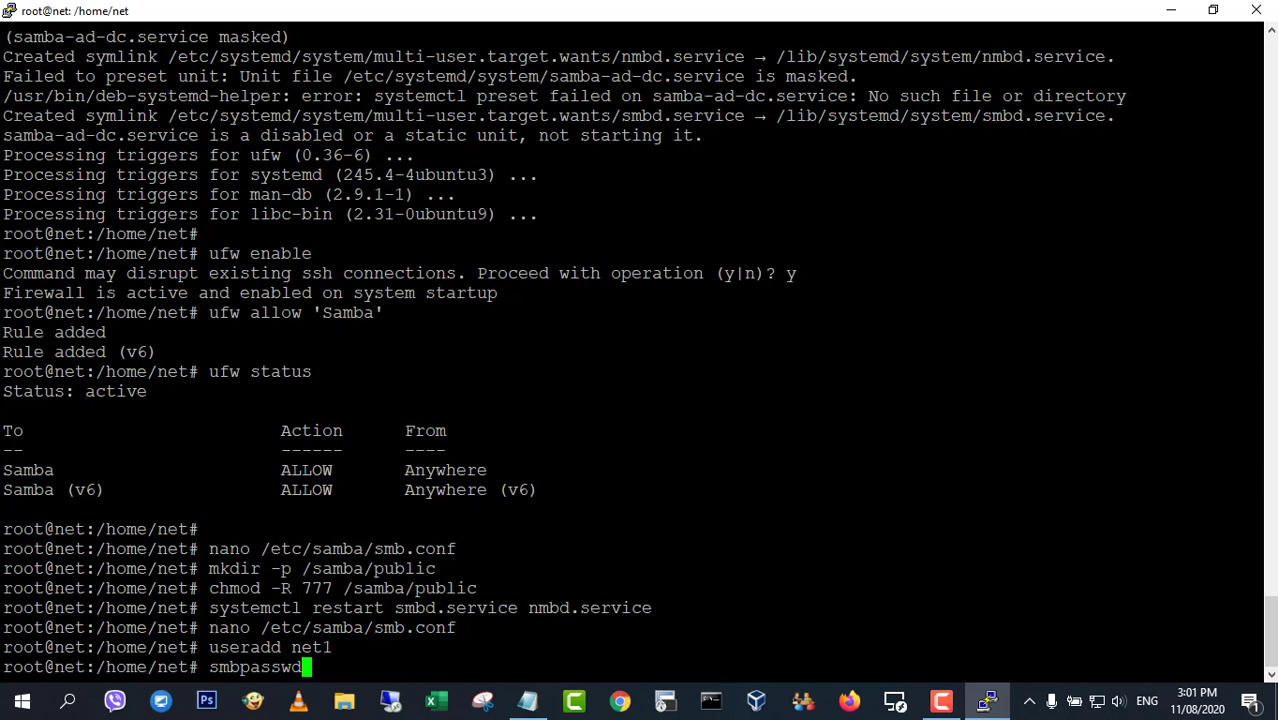 root@net: /home/net
(samba-ad-dc.service masked)
Created symlink /etc/systemd/system/multi-user.target.wants/nmbd.service → /lib/systemd/system/nmbd.service.
Failed to preset unit: Unit file /etc/systemd/system/samba-ad-dc.service is masked.
/usr/bin/deb-systemd-helper: error: systemctl preset failed on samba-ad-dc.service: No such file or directory
Created symlink /etc/systemd/system/multi-user.target.wants/smbd.service → /lib/systemd/system/smbd.service.
samba-ad-dc.service is a disabled or a static unit, not starting it.
Processing triggers for ufw (0.36-6) ...
Processing triggers for systemd (245.4-4ubuntu3) ...
Processing triggers for man-db (2.9.1-1) ...
Processing triggers for libc-bin (2.31-0ubuntu9) ...
root@net:/home/net#
root@net:/home/net# ufw enable
Command may disrupt existing ssh connections. Proceed with operation (y|n)? y
Firewall is active and enabled on system startup
root@net:/home/net# ufw allow 'Samba'
Rule added
Rule added (v6)
root@net:/home/net# ufw status
Status: active
To Action From
-- ------ ----
Samba ALLOW Anywhere
Samba (v6) ALLOW Anywhere (v6)
root@net:/home/net#
root@net:/home/net# nano /etc/samba/smb.conf
root@net:/home/net# mkdir -p /samba/public
root@net:/home/net# chmod -R 777 /samba/public
root@net:/home/net# systemctl restart smbd.service nmbd.service
root@net:/home/net# nano /etc/samba/smb.conf
root@net:/home/net# useradd net1
root@net:/home/net# smbpasswd
Ps
ENG
3:01 PM
11/08/2020
1